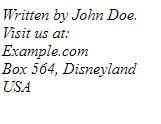 Written by John Doe.
Visit us at:
Example.com
Box 564, Disneyland
USA